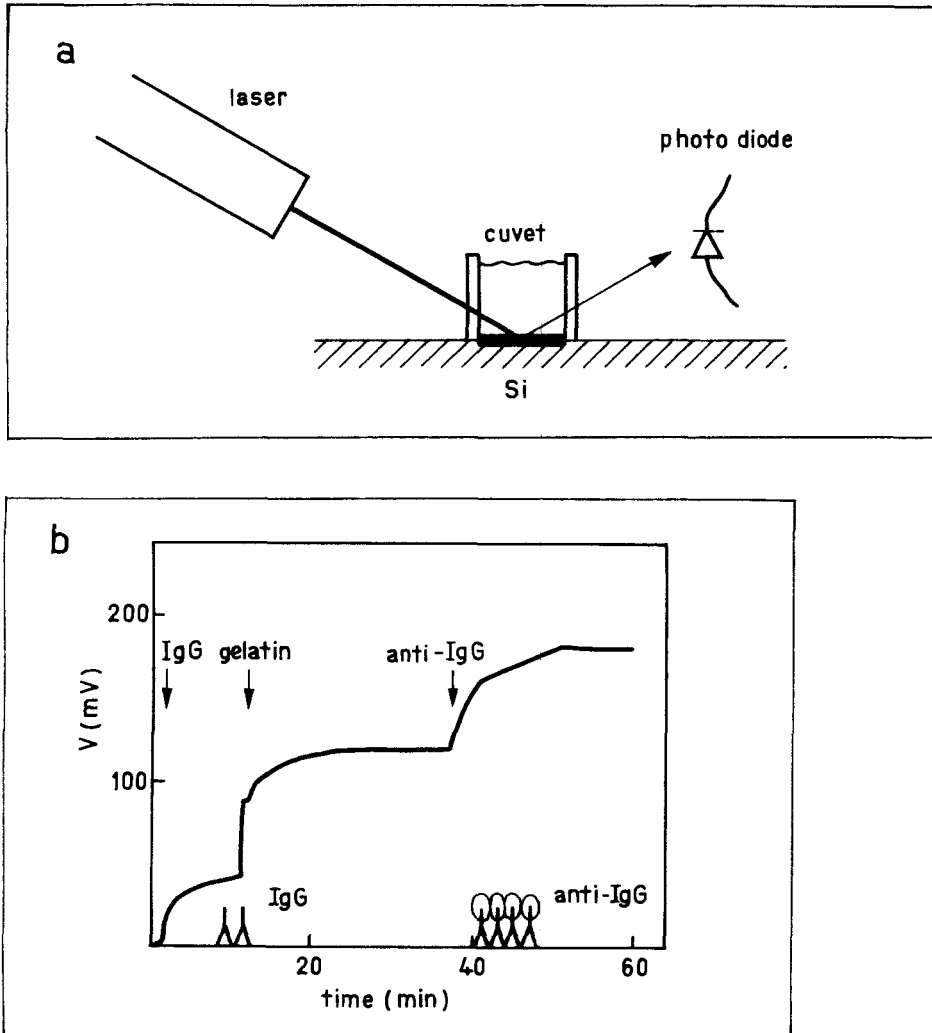 a
laser
photo diode
cuvet
Si
b
200
IgG gelatin anti-IgG
V (mV)
100
IgG anti-IgG
20 40 60
time (min)